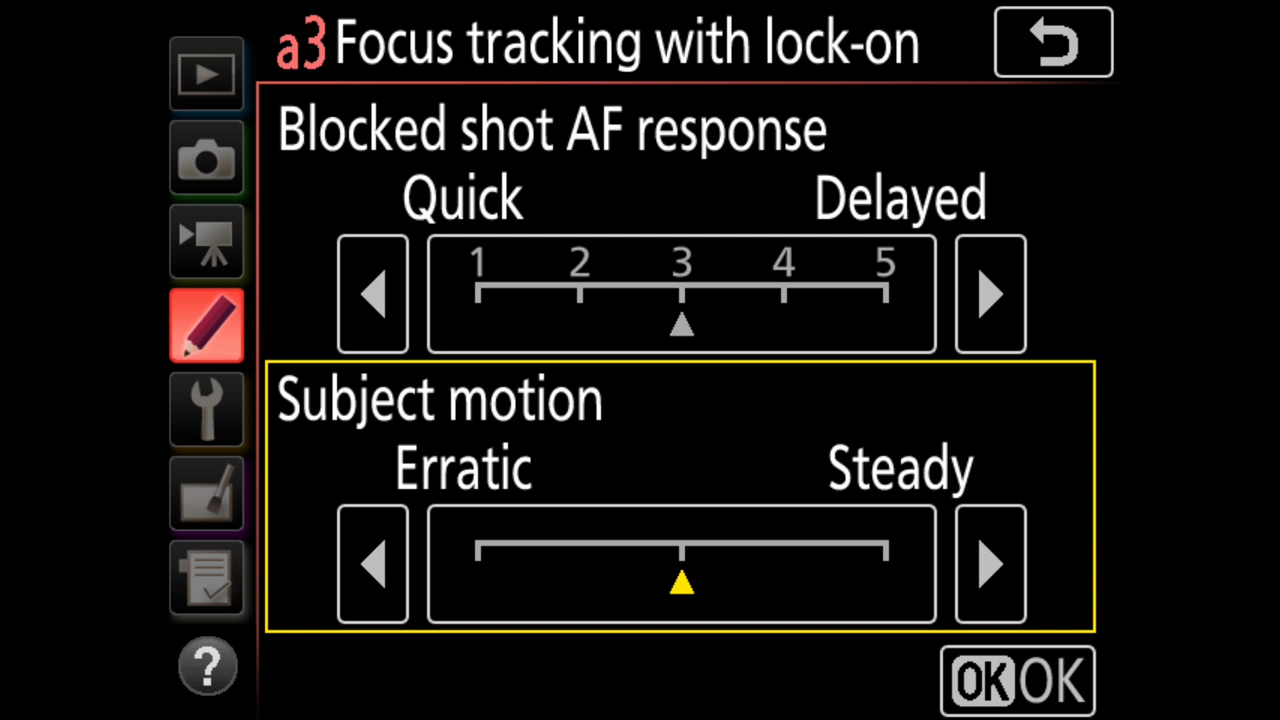 a3 Focus tracking with lock-on
Blocked shot AF response
Quick Delayed
1 2 3 4 5
Subject motion
Erratic Steady
?
OK OK